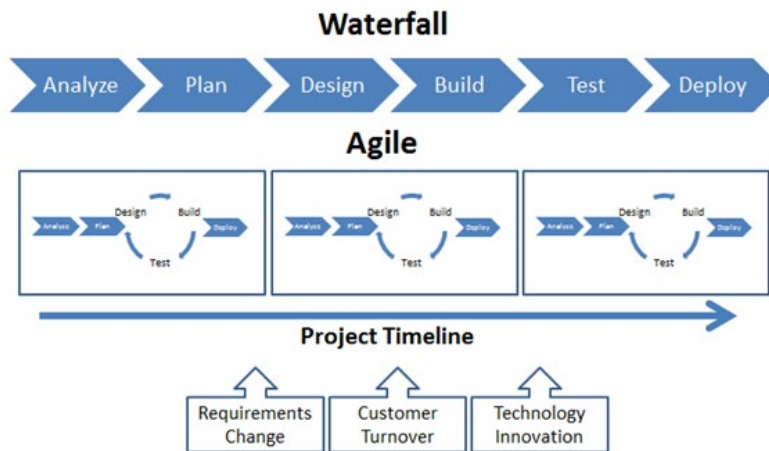 Waterfall
Analyze Plan Design Build Test Deploy
Agile
Design Build
Analyze Plan Deploy
Test
Design Build
Analyze Plan Deploy
Test
Design Build
Analyze Plan Deploy
Test
Project Timeline
Requirements Change
Customer Turnover
Technology Innovation